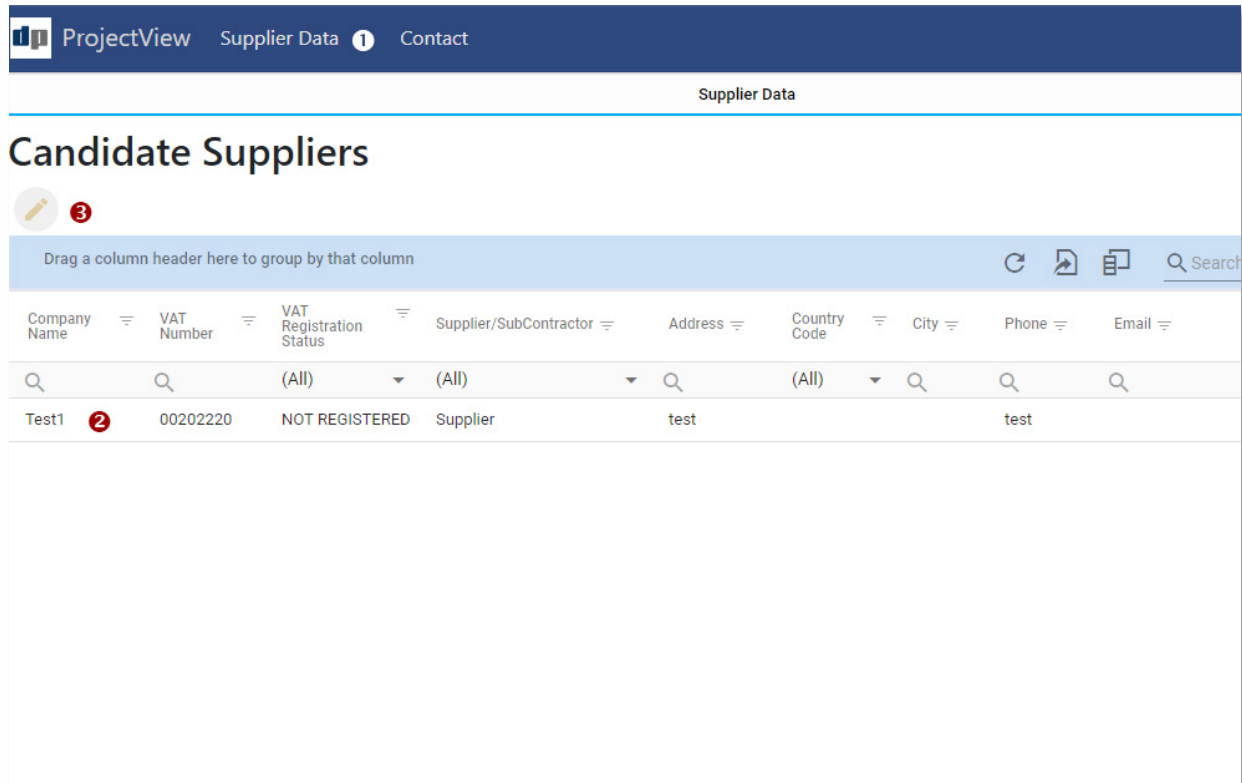 dp ProjectView Supplier Data 1 Contact
Supplier Data
Candidate Suppliers
3
Drag a column header here to group by that column Search
Company Name VAT Number VAT Registration Status Supplier/SubContractor Address Country Code City Phone Email
(All) (All) (All)
Test1 2 00202220 NOT REGISTERED Supplier test test